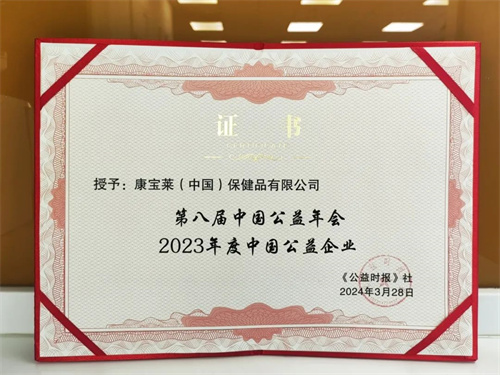 证书
CERTIFICATE
授予：康宝莱（中国）保健品有限公司
第八届中国公益年会
2023年度中国公益企业
《公益时报》社
2024年3月28日